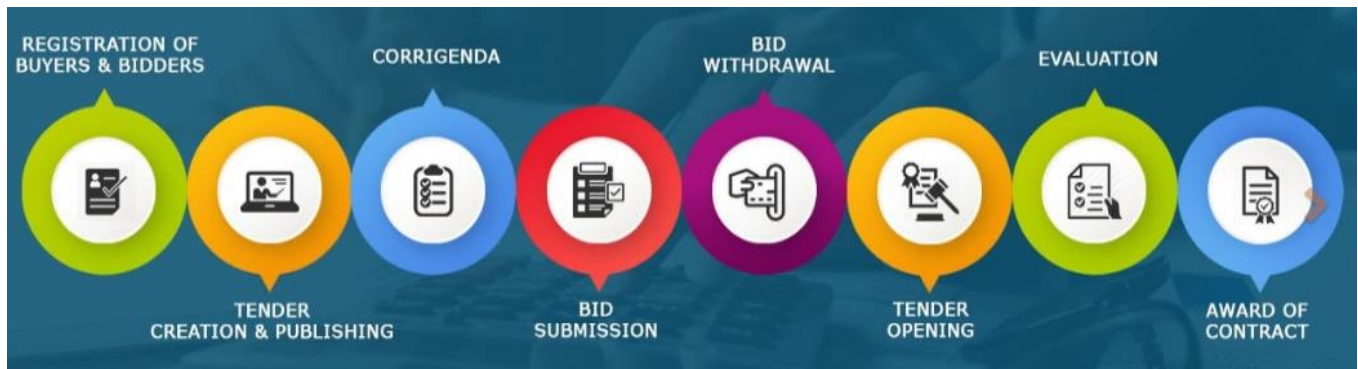 REGISTRATION OF
BUYERS & BIDDERS
TENDER
CREATION & PUBLISHING
CORRIGENDA
BID
SUBMISSION
BID
WITHDRAWAL
TENDER
OPENING
EVALUATION
AWARD OF
CONTRACT